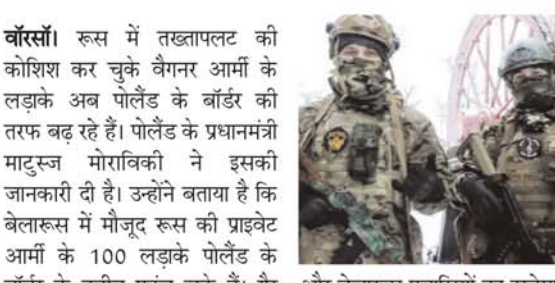 वॉरसॉ। रूस में तख्तापलट की
कोशिश कर चुके वैगनर आर्मी के
लड़ाके अब पोलैंड के बॉर्डर की
तरफ बढ़ रहे हैं। पोलैंड के प्रधानमंत्री
माटुस्ज मोराविकी ने इसकी
जानकारी दी है। उन्होंने बताया है कि
बेलारूस में मौजूद रूस की प्राइवेट
आर्मी के 100 लड़ाके पोलैंड के